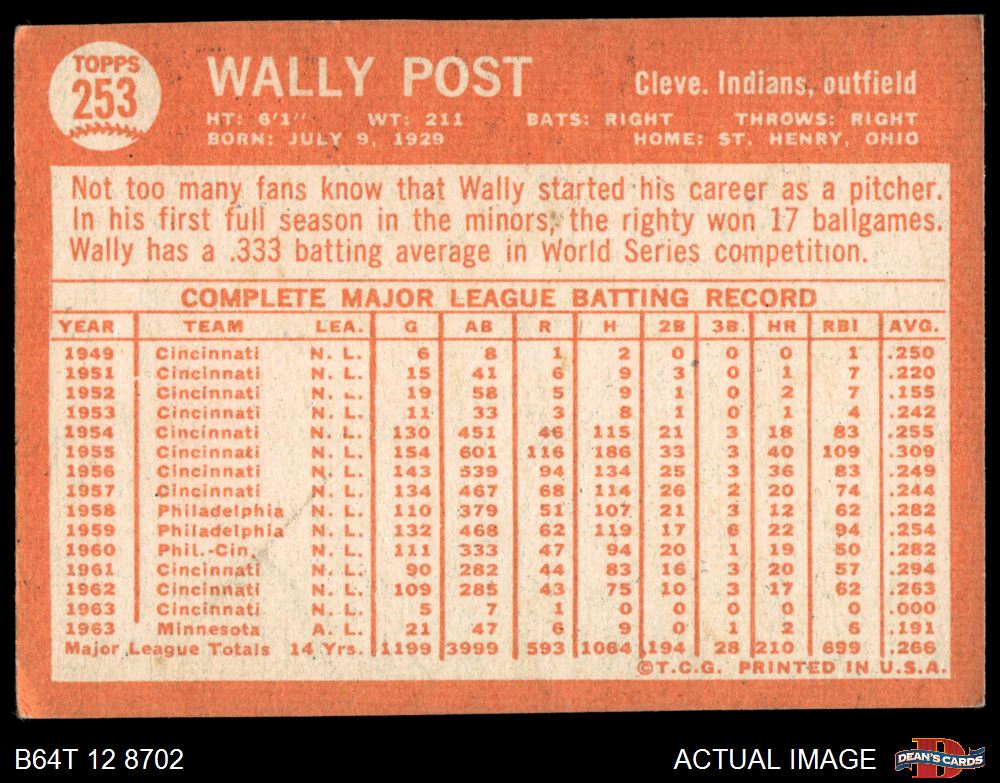 TOPPS
253
WALLY POST
Cleve. Indians, outfield
HT: 6'1" WT: 211 BATS: RIGHT THROWS: RIGHT
BORN: JULY 9, 1929 HOME: ST. HENRY, OHIO
Not too many fans know that Wally started his career as a pitcher.
In his first full season in the minors, the righty won 17 ballgames.
Wally has a .333 batting average in World Series competition.
COMPLETE MAJOR LEAGUE BATTING RECORD
YEAR TEAM LEA. G AB R H 2B 3B HR RBI AVG.
1949 Cincinnati N. L. 6 8 1 2 0 0 0 1 .250
1951 Cincinnati N. L. 15 41 6 9 3 0 1 7 .220
1952 Cincinnati N. L. 19 58 5 9 1 0 2 7 .155
1953 Cincinnati N. L. 11 33 3 8 1 0 1 4 .242
1954 Cincinnati N. L. 130 451 46 115 21 3 18 83 .255
1955 Cincinnati N. L. 154 601 116 186 33 3 40 109 .309
1956 Cincinnati N. L. 143 539 94 134 25 3 36 83 .249
1957 Cincinnati N. L. 134 467 68 114 26 2 20 74 .244
1958 Philadelphia N. L. 110 379 51 107 21 3 12 62 .282
1959 Philadelphia N. L. 132 468 62 119 17 6 22 94 .254
1960 Phil.-Cin. N. L. 111 333 47 94 20 1 19 50 .282
1961 Cincinnati N. L. 90 282 44 83 16 3 20 57 .294
1962 Cincinnati N. L. 109 285 43 75 10 3 17 62 .263
1963 Cincinnati N. L. 5 7 1 0 0 0 0 0 .000
1963 Minnesota A. L. 21 47 6 9 0 1 2 6 .191
Major League Totals 14 Yrs. 1199 3999 593 1064 194 28 210 699 .266
©T.C.G. PRINTED IN U.S.A.
B64T 12 8702
ACTUAL IMAGE
D
DEAN'S CARDS